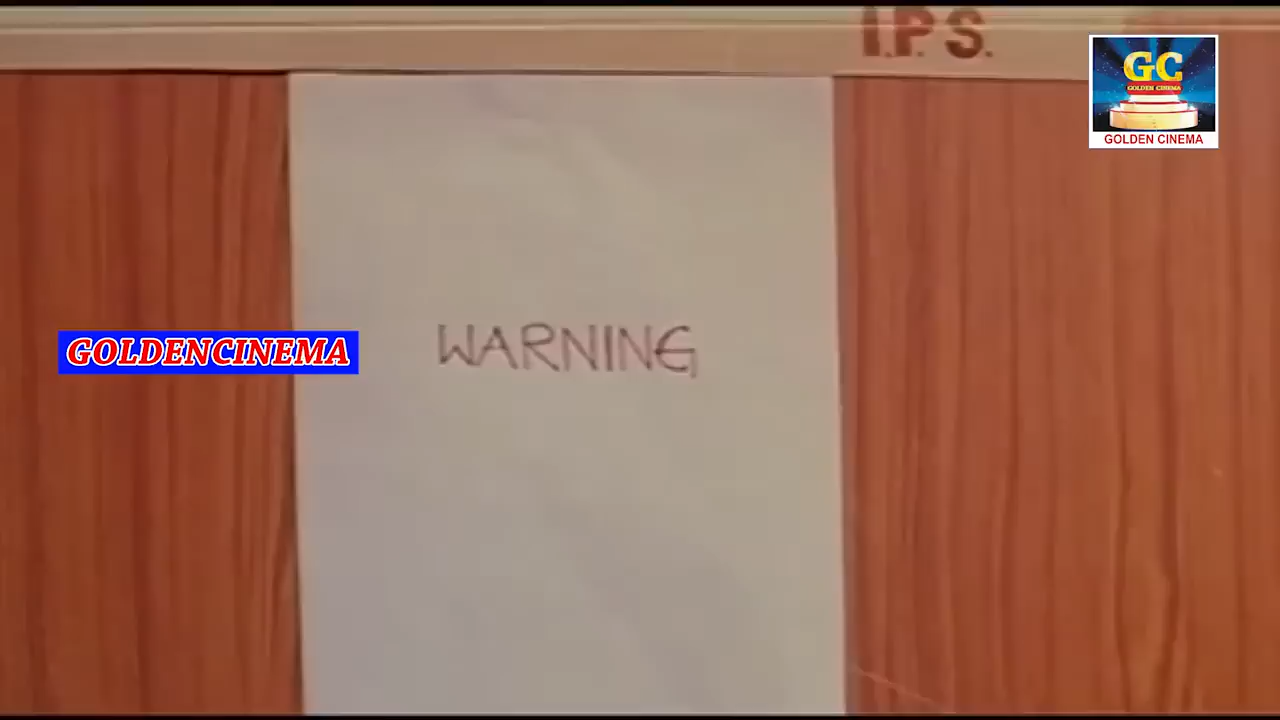 I.P.S.
GC
GOLDEN CINEMA
GOLDEN CINEMA
GOLDENCINEMA
WARNING